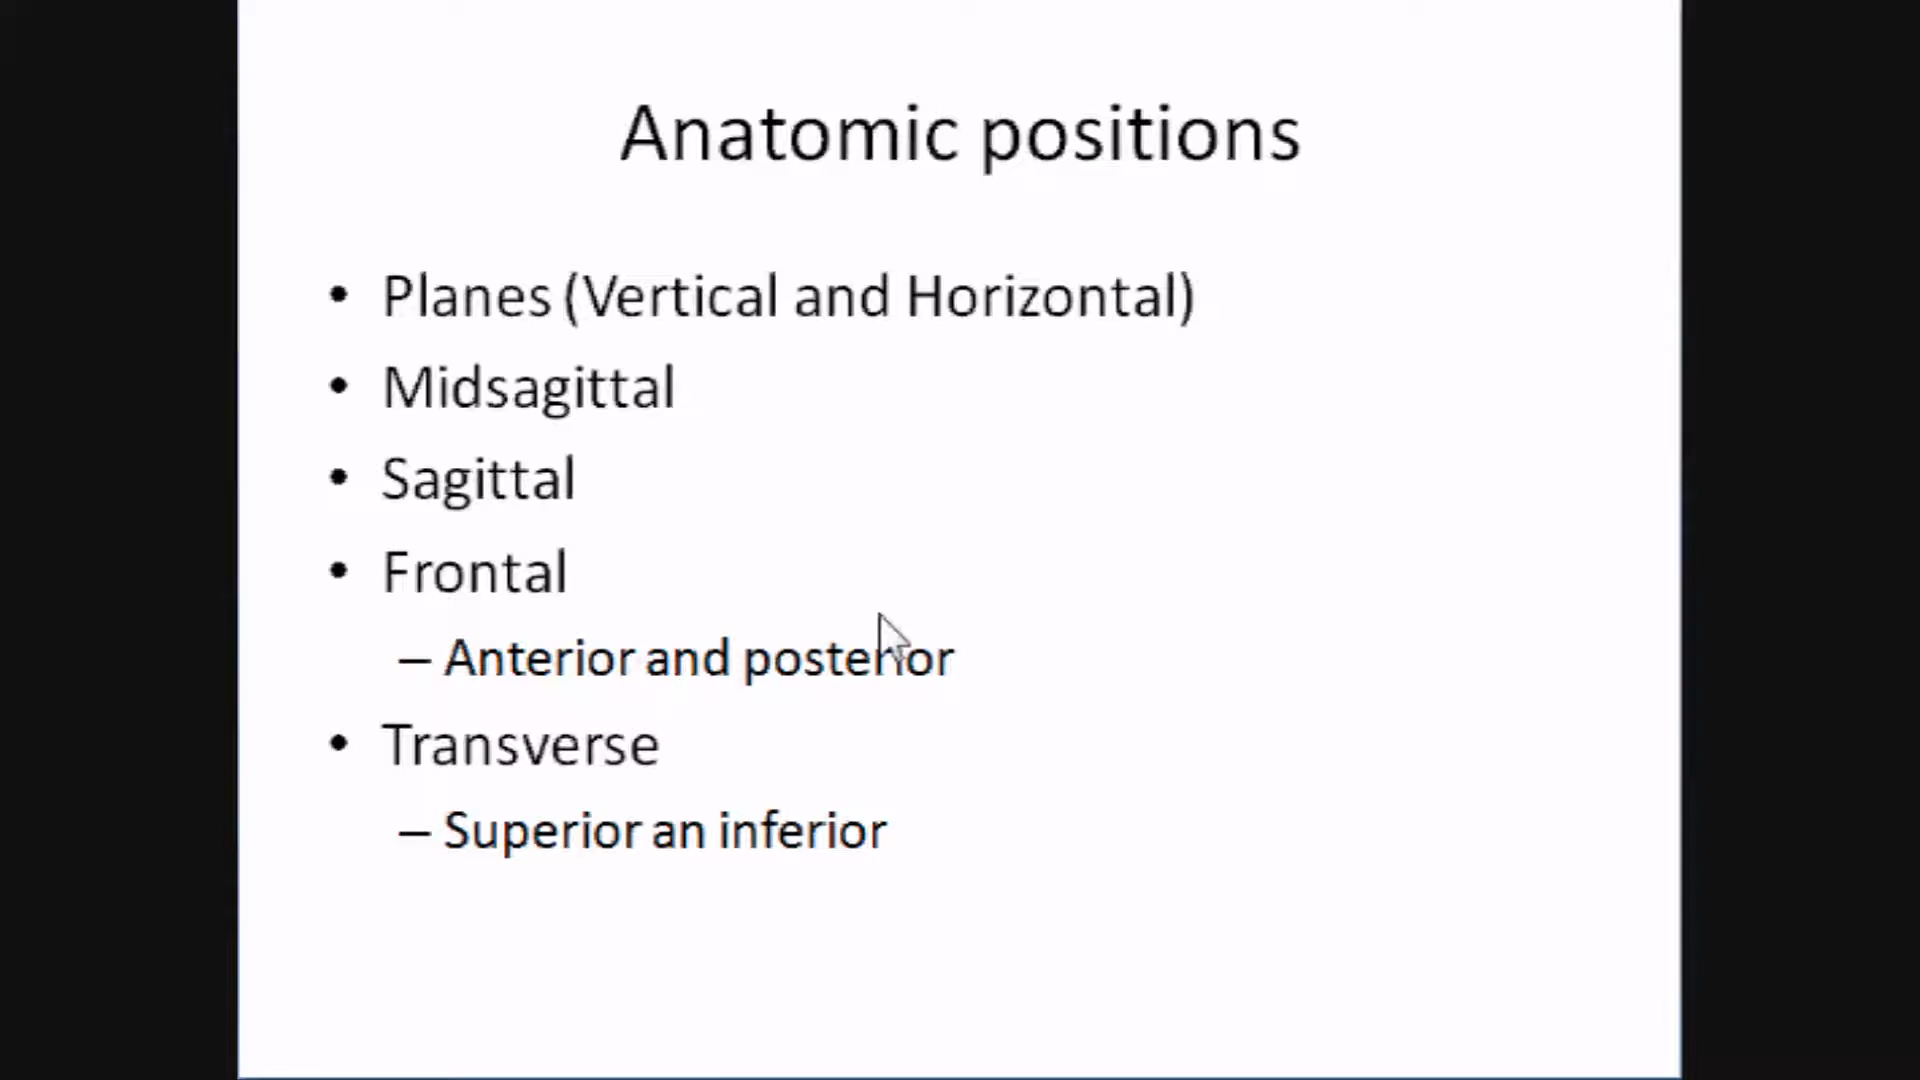 Anatomic positions
• Planes (Vertical and Horizontal)
• Midsagittal
• Sagittal
• Frontal
– Anterior and posterior
• Transverse
– Superior an inferior